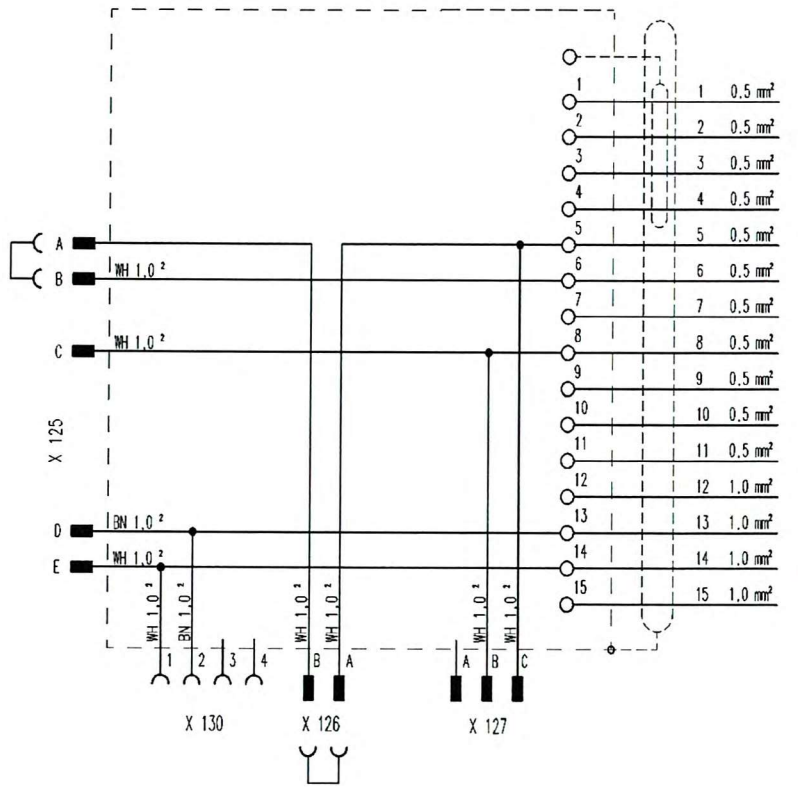 1 1 0.5 mm²
2 2 0.5 mm²
3 3 0.5 mm²
4 4 0.5 mm²
A 5 5 0.5 mm²
B WH 1,0 ² 6 6 0.5 mm²
7 7 0.5 mm²
C WH 1,0 ² 8 8 0.5 mm²
9 9 0.5 mm²
10 10 0.5 mm²
11 11 0.5 mm²
X 125
12 12 1.0 mm²
D BN 1,0 ² 13 13 1.0 mm²
E WH 1,0 ² 14 14 1.0 mm²
15 15 1.0 mm²
WH 1,0 ² BN 1,0 ² WH 1,0 ² WH 1,0 ² WH 1,0 ² WH 1,0 ²
1 2 3 4 B A A B C
X 130 X 126 X 127